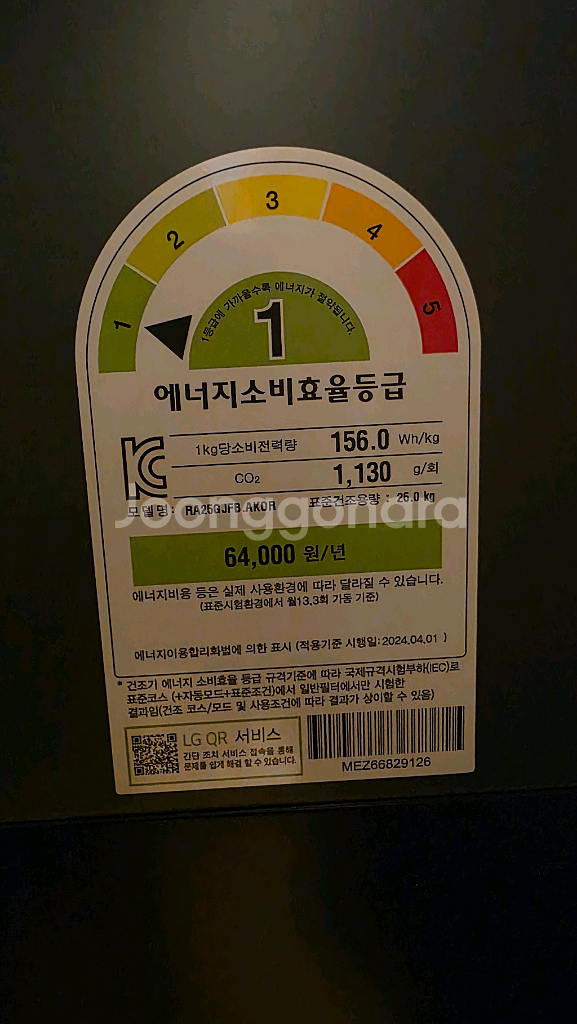 1 2 3 4 5
1등급에 가까울수록 에너지가 절약됩니다.
1
에너지소비효율등급
1kg당소비전력량 156.0 Wh/kg
CO₂ 1,130 g/회
모델명: RA25GJFB.AKOR 표준건조용량 : 26.0 kg
Joonggonara
64,000 원/년
에너지비용 등은 실제 사용환경에 따라 달라질 수 있습니다.
(표준시험환경에서 월13.3회 가동 기준)
에너지이용합리화법에 의한 표시 (적용기준 시행일:2024.04.01 )
* 건조기 에너지 소비효율 등급 규격기준에 따라 국제규격시험부하(IEC)로
표준코스 (+자동모드+표준조건)에서 일반필터에서만 시험한
결과임(건조 코스/모드 및 사용조건에 따라 결과가 상이할 수 있음)
LG QR 서비스
간단 조치 서비스 접속을 통해
문제를 쉽게 해결 할 수 있습니다.
MEZ66829126